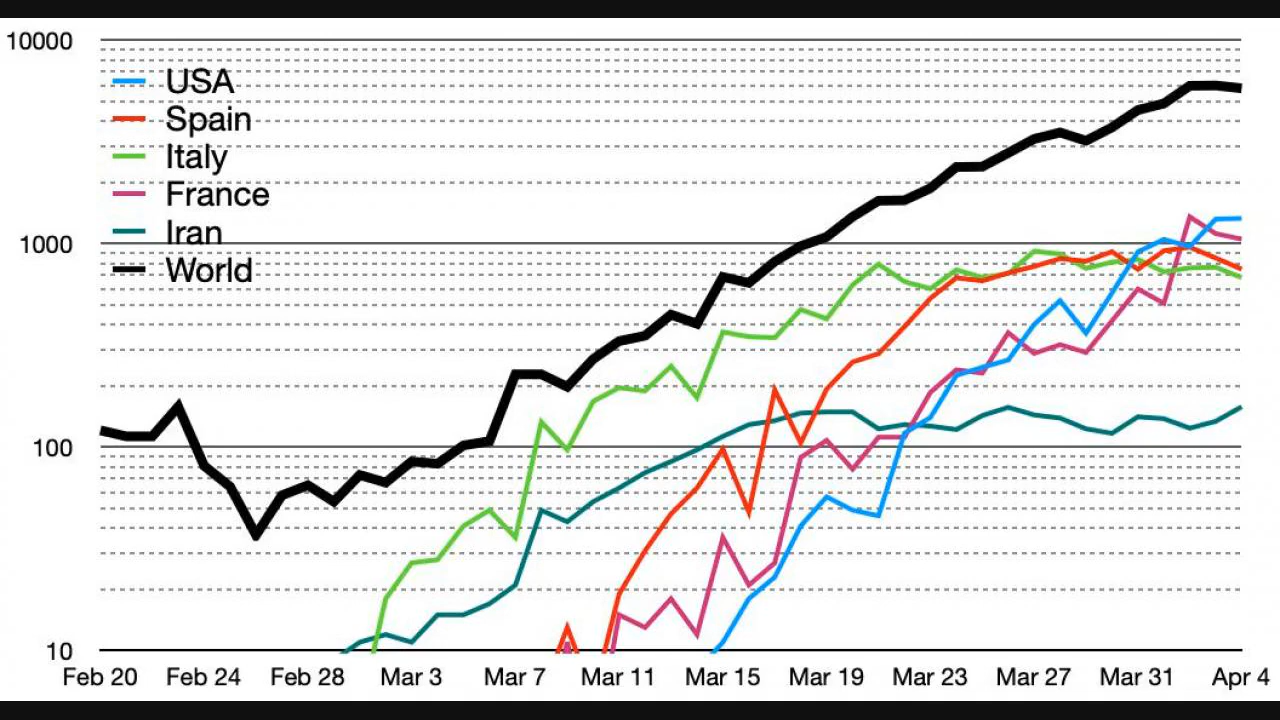 10000
USA
Spain
Italy
France
1000
Iran
World
100
10
Feb 20 Feb 24 Feb 28 Mar 3 Mar 7 Mar 11 Mar 15 Mar 19 Mar 23 Mar 27 Mar 31 Apr 4